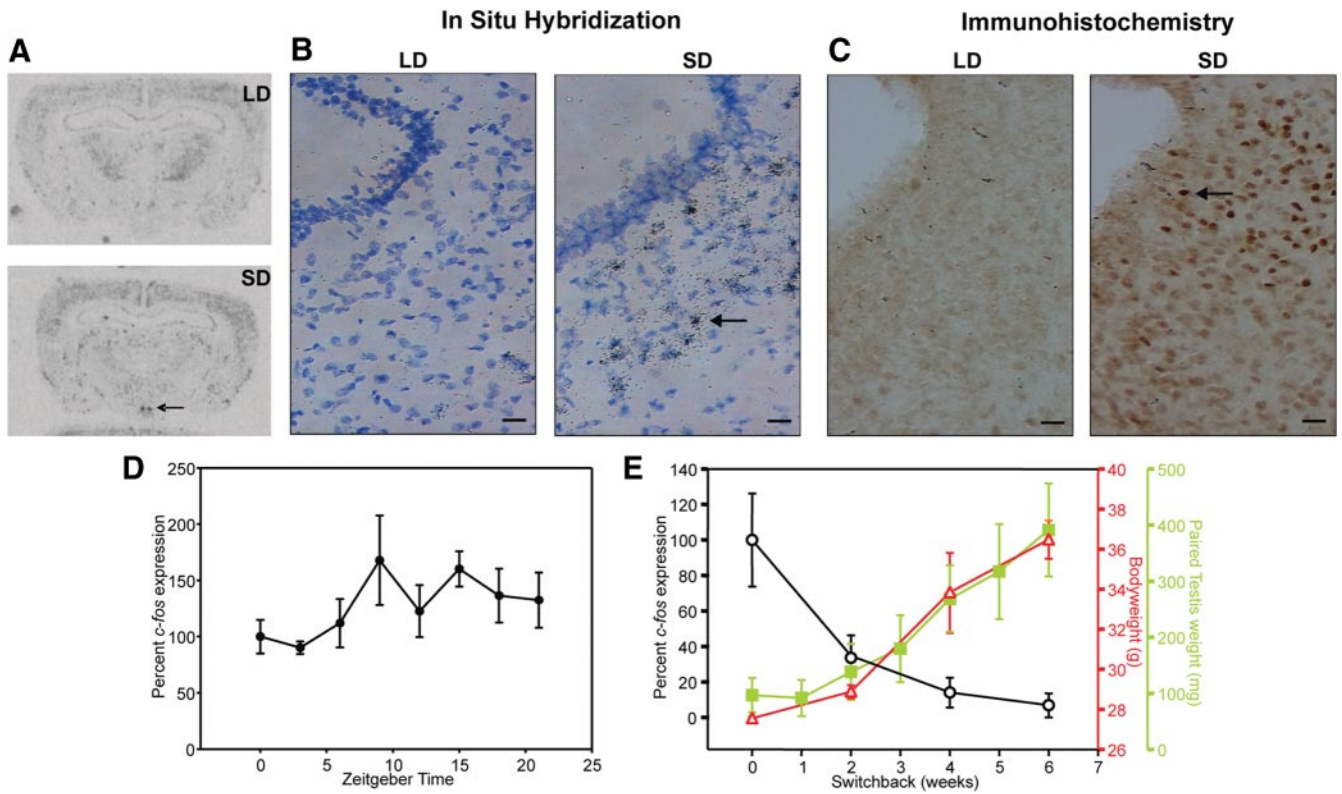 In Situ Hybridization
Immunohistochemistry
A
B
LD
SD
C
LD
SD
LD
SD
D
250
200
150
100
50
0
Percent c-fos expression
0 5 10 15 20 25
Zeitgeber Time
E
140
120
100
80
60
40
20
0
Percent c-fos expression
0 1 2 3 4 5 6 7
Switchback (weeks)
40
38
36
34
32
30
28
26
Bodyweight (g)
500
400
300
200
100
0
Paired Testis weight (mg)